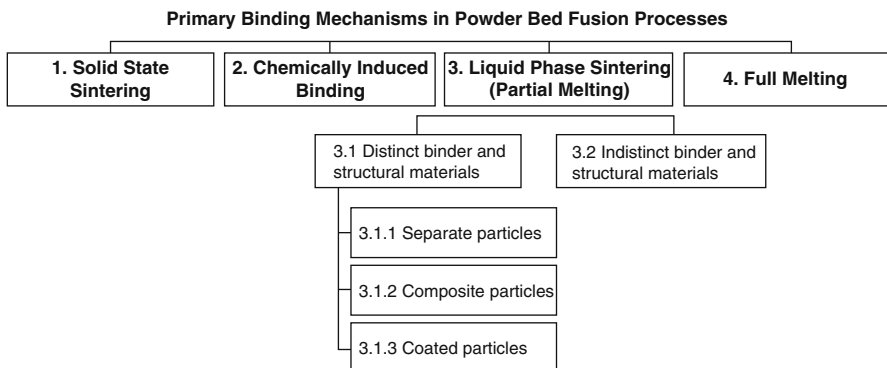 Primary Binding Mechanisms in Powder Bed Fusion Processes
1. Solid State
Sintering
2. Chemically Induced
Binding
3. Liquid Phase Sintering
(Partial Melting)
4. Full Melting
3.1 Distinct binder and
structural materials
3.2 Indistinct binder and
structural materials
3.1.1 Separate particles
3.1.2 Composite particles
3.1.3 Coated particles